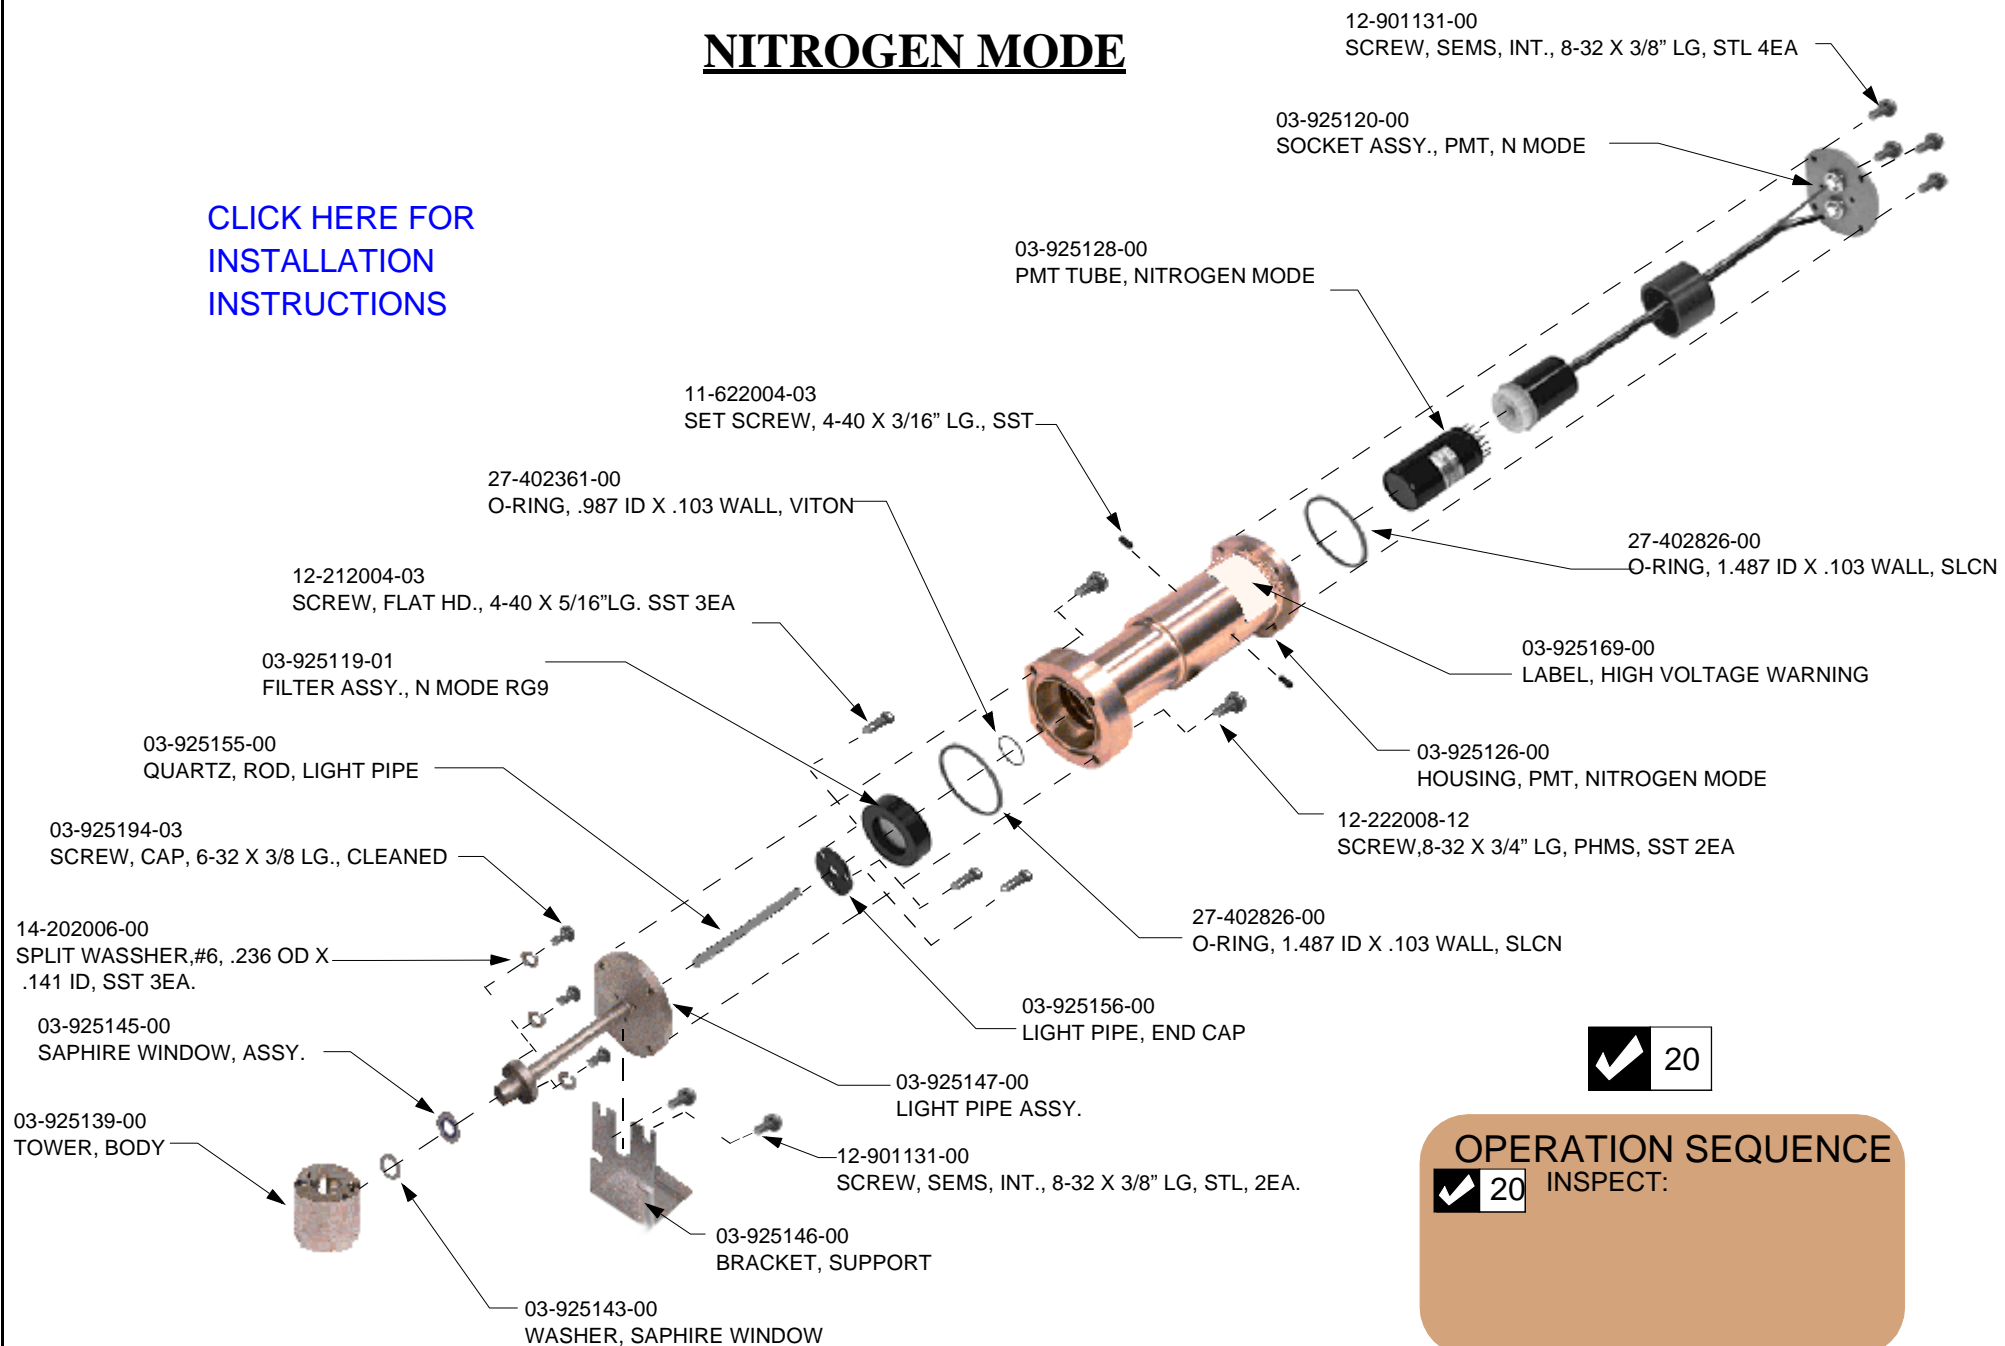 NITROGEN MODE
12-901131-00
SCREW, SEMS, INT., 8-32 X 3/8” LG, STL 4EA
03-925120-00
SOCKET ASSY., PMT, N MODE
CLICK HERE FOR
INSTALLATION
INSTRUCTIONS
03-925128-00
PMT TUBE, NITROGEN MODE
11-622004-03
SET SCREW, 4-40 X 3/16” LG., SST
27-402361-00
O-RING, .987 ID X .103 WALL, VITON
27-402826-00
O-RING, 1.487 ID X .103 WALL, SLCN
12-212004-03
SCREW, FLAT HD., 4-40 X 5/16”LG. SST 3EA
03-925169-00
LABEL, HIGH VOLTAGE WARNING
03-925119-01
FILTER ASSY., N MODE RG9
03-925155-00
QUARTZ, ROD, LIGHT PIPE
03-925126-00
HOUSING, PMT, NITROGEN MODE
03-925194-03
SCREW, CAP, 6-32 X 3/8 LG., CLEANED
12-222008-12
SCREW,8-32 X 3/4” LG, PHMS, SST 2EA
14-202006-00
SPLIT WASSHER,#6, .236 OD X
.141 ID, SST 3EA.
27-402826-00
O-RING, 1.487 ID X .103 WALL, SLCN
03-925145-00
SAPHIRE WINDOW, ASSY.
03-925156-00
LIGHT PIPE, END CAP
20
03-925147-00
LIGHT PIPE ASSY.
03-925139-00
TOWER, BODY
12-901131-00
SCREW, SEMS, INT., 8-32 X 3/8” LG, STL, 2EA.
OPERATION SEQUENCE
20 INSPECT:
03-925146-00
BRACKET, SUPPORT
03-925143-00
WASHER, SAPHIRE WINDOW